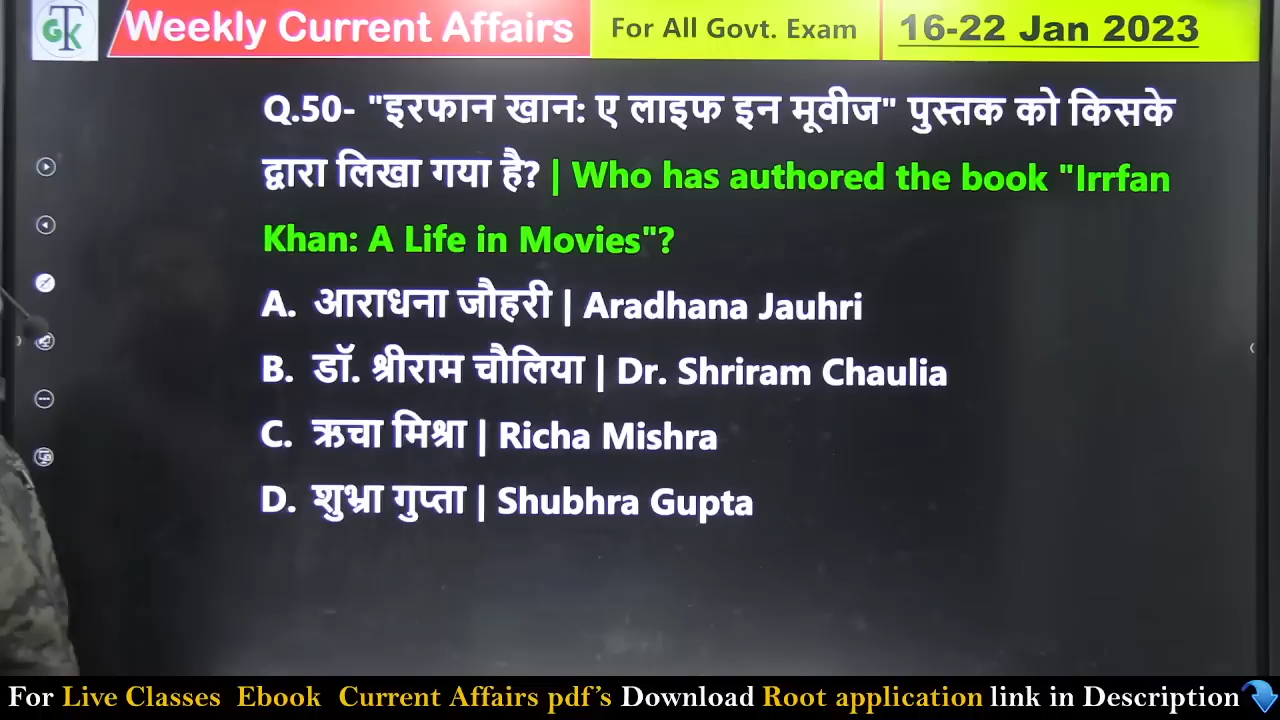 GTK
Weekly Current Affairs
For All Govt. Exam
16-22 Jan 2023
Q.50- "इरफान खान: ए लाइफ इन मूवीज" पुस्तक को किसके
द्वारा लिखा गया है? | Who has authored the book "Irrfan
Khan: A Life in Movies"?
A. आराधना जौहरी | Aradhana Jauhri
B. डॉ. श्रीराम चौलिया | Dr. Shriram Chaulia
C. ऋचा मिश्रा | Richa Mishra
D. शुभ्रा गुप्ता | Shubhra Gupta
For Live Classes Ebook Current Affairs pdf's Download Root application link in Description